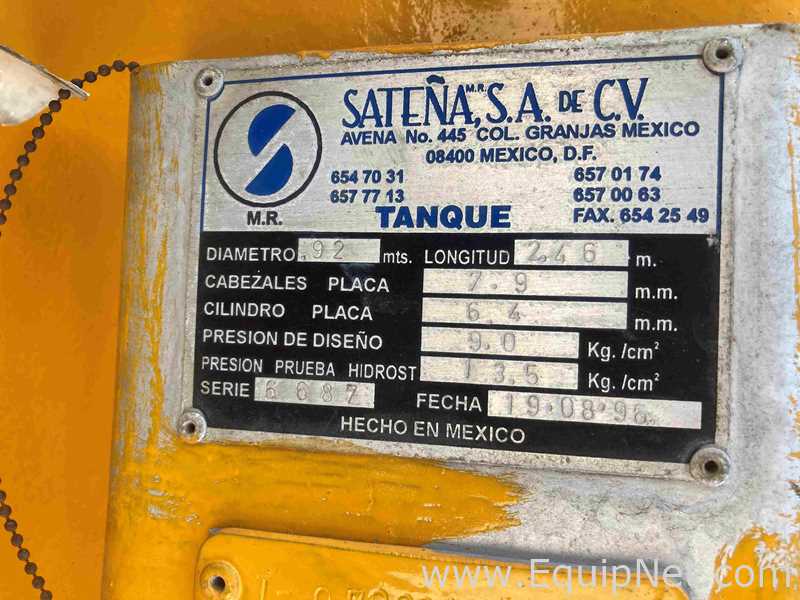 SATEÑA, M.R. S.A. DE C.V.
AVENA No. 445 COL. GRANJAS MEXICO
08400 MEXICO, D.F.
654 70 31 657 01 74
657 77 13 657 00 63
M.R. TANQUE FAX. 654 25 49
DIAMETRO .92 mts. LONGITUD 2.46 m.
CABEZALES PLACA 7.9 m.m.
CILINDRO PLACA 6.4 m.m.
PRESION DE DISEÑO 9.0 Kg./cm²
PRESION PRUEBA HIDROST 13.5 Kg./cm²
SERIE 6687 FECHA 19.08.96
HECHO EN MEXICO
www.EquipNet.com